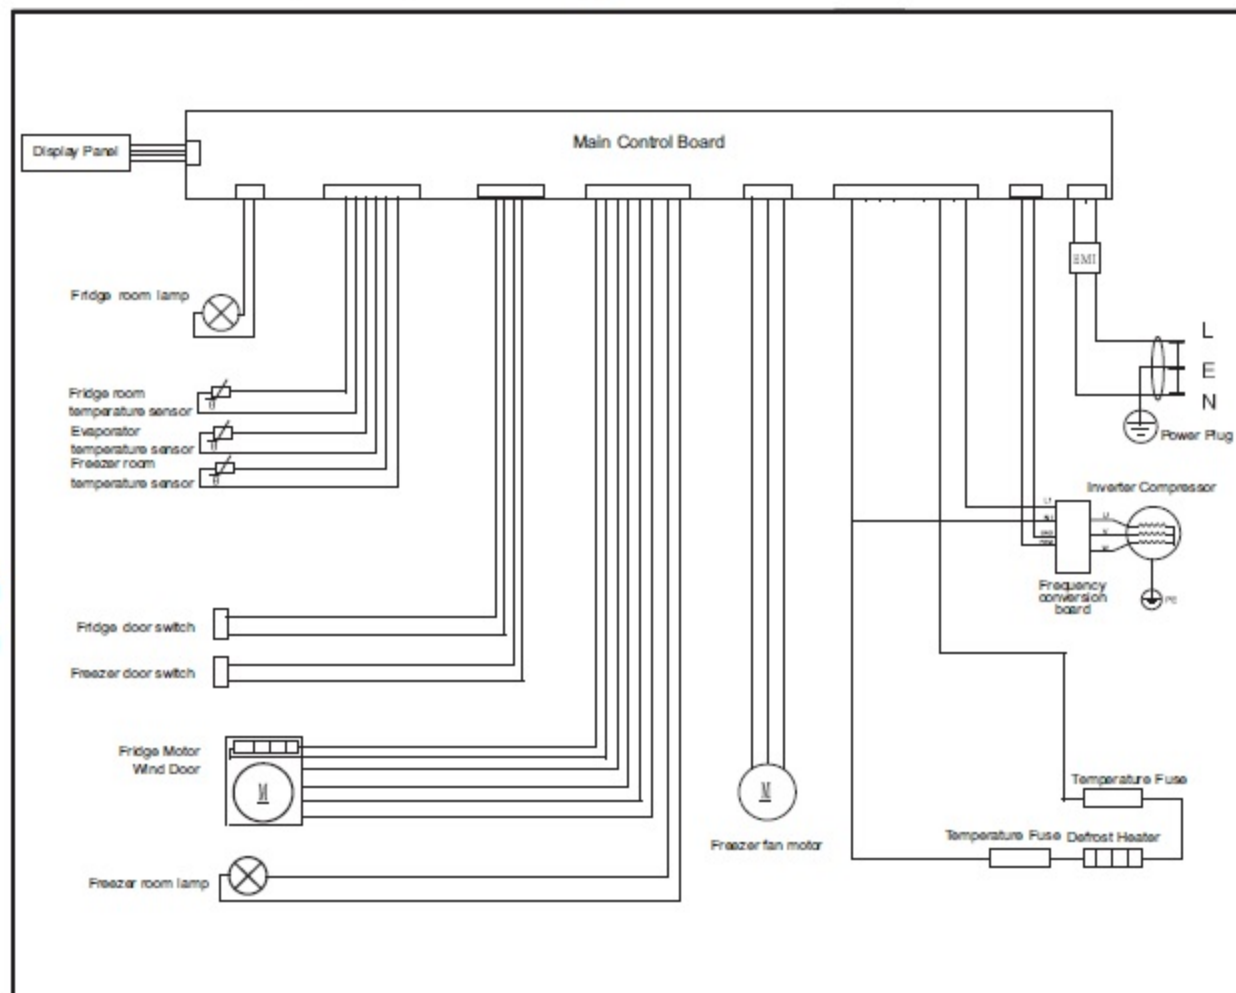 Main Control Board
Display Panel
EMI
Fridge room lamp
L
E
N
Power Plug
Fridge room
temperature sensor
Evaporator
temperature sensor
Freezer room
temperature sensor
Inverter Compressor
Frequency
conversion
board
PE
Fridge door switch
Freezer door switch
Fridge Motor
Wind Door
M
M
Temperature Fuse
Freezer fan motor
Temperature Fuse
Defrost Heater
Freezer room lamp